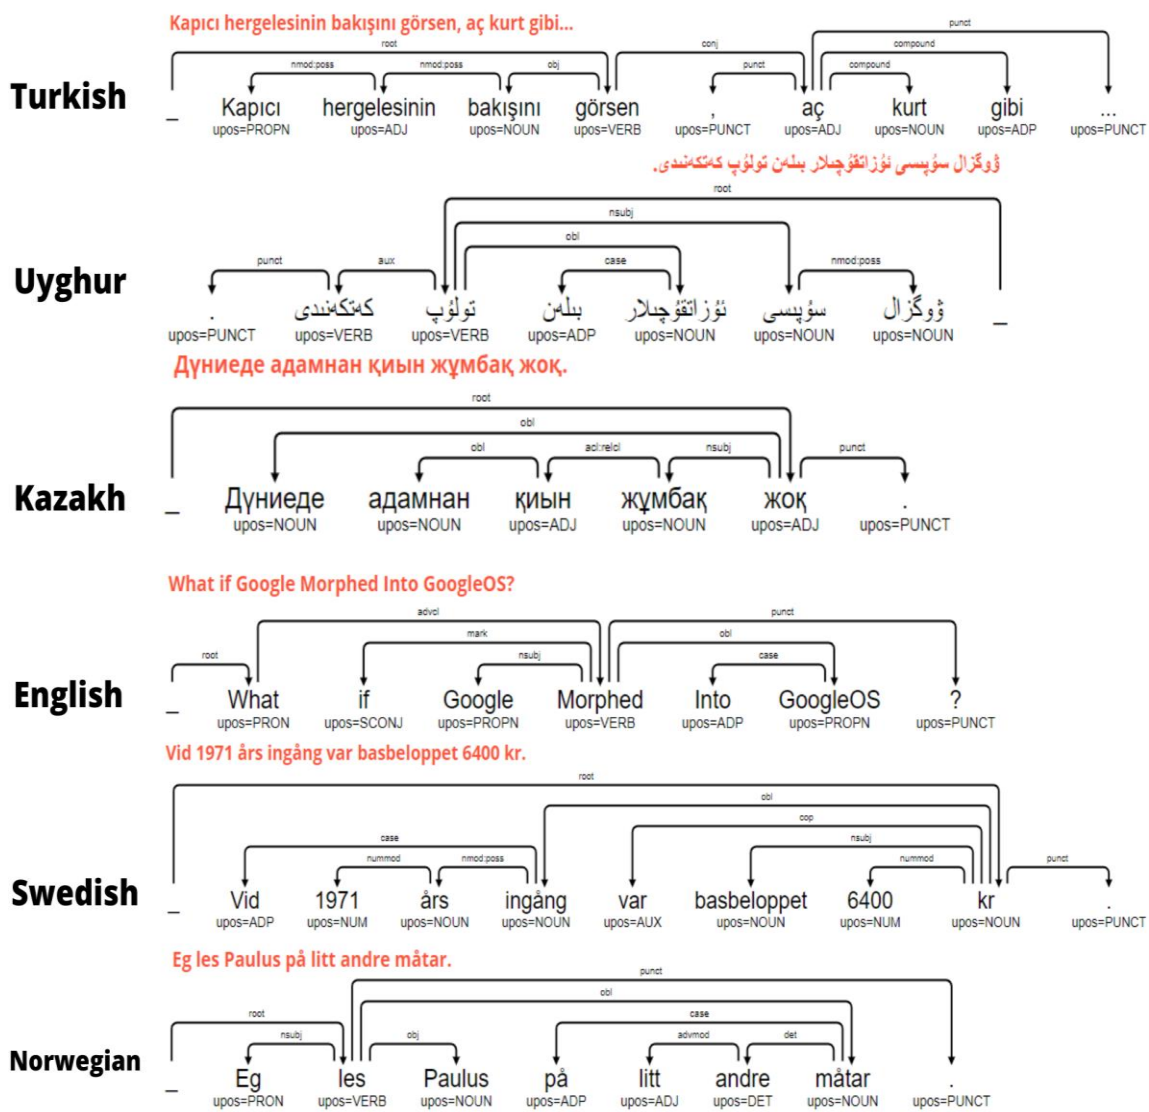 Kapıcı hergelesinin bakışını görsen, aç kurt gibi...
punct
root conj compound
nmod:poss nmod:poss obj punct compound
Turkish
_ Kapıcı hergelesinin bakışını görsen , aç kurt gibi ...
upos=PROPN upos=ADJ upos=NOUN upos=VERB upos=PUNCT upos=ADJ upos=NOUN upos=ADP upos=PUNCT
ۋوگزال سۇپىسى ئۇزاتقۇچىلار بىلەن تولۇپ كەتكەنىدى.
root
nsubj
obl
punct aux case nmod:poss
Uyghur
. كەتكەنىدى تولۇپ بىلەن ئۇزاتقۇچىلار سۇپىسى ۋوگزال _
upos=PUNCT upos=VERB upos=VERB upos=ADP upos=NOUN upos=NOUN upos=NOUN
Дүниеде адамнан қиын жұмбақ жоқ.
root
obl
obl acl:relcl nsubj punct
Kazakh
_ Дүниеде адамнан қиын жұмбақ жоқ .
upos=NOUN upos=NOUN upos=ADJ upos=NOUN upos=ADJ upos=PUNCT
What if Google Morphed Into GoogleOS?
advcl punct
mark obl
root nsubj case
English
_ What if Google Morphed Into GoogleOS ?
upos=PRON upos=SCONJ upos=PROPN upos=VERB upos=ADP upos=PROPN upos=PUNCT
Vid 1971 års ingång var basbeloppet 6400 kr.
root
obl
cop
case nsubj
nummod nmod:poss nummod punct
Swedish
_ Vid 1971 års ingång var basbeloppet 6400 kr .
upos=ADP upos=NUM upos=NOUN upos=NOUN upos=AUX upos=NOUN upos=NUM upos=NOUN upos=PUNCT
Eg les Paulus på litt andre måtar.
punct
obl
root case
nsubj obj advmod det
Norwegian
_ Eg les Paulus på litt andre måtar .
upos=PRON upos=VERB upos=NOUN upos=ADP upos=ADJ upos=DET upos=NOUN upos=PUNCT